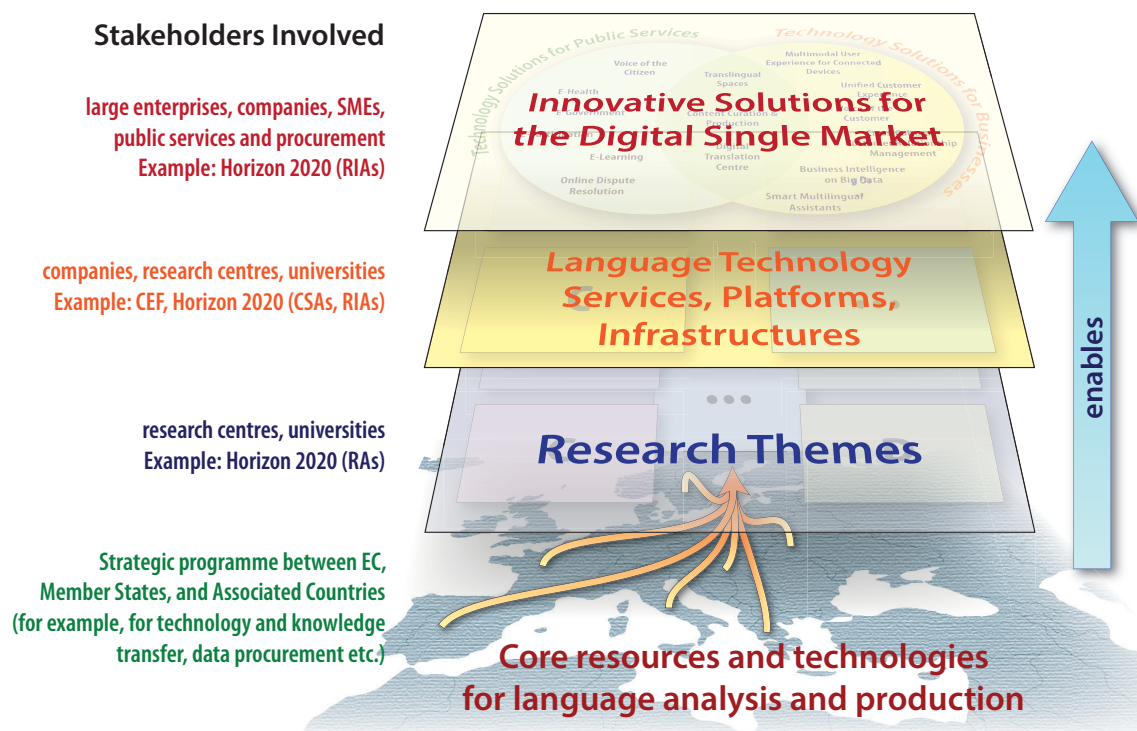 Stakeholders Involved
large enterprises, companies, SMEs,
public services and procurement
Example: Horizon 2020 (RIAs)
companies, research centres, universities
Example: CEF, Horizon 2020 (CSAs, RIAs)
research centres, universities
Example: Horizon 2020 (RAs)
Strategic programme between EC,
Member States, and Associated Countries
(for example, for technology and knowledge
transfer, data procurement etc.)
Technology Solutions for Public Services
Technology Solutions for Businesses
Voice of the
Citizen
E-Health
E-Government
E-Learning
Online Dispute
Resolution
Translingual
Spaces
Content Curation &
Production
Digital
Translation
Centre
Multimodal User
Experience for Connected
Devices
Unified Customer
Experience
Customer
Management
Business Intelligence
on Big Data
Smart Multilingual
Assistants
Innovative Solutions for
the Digital Single Market
Language Technology
Services, Platforms,
Infrastructures
Research Themes
Core resources and technologies
for language analysis and production
enables